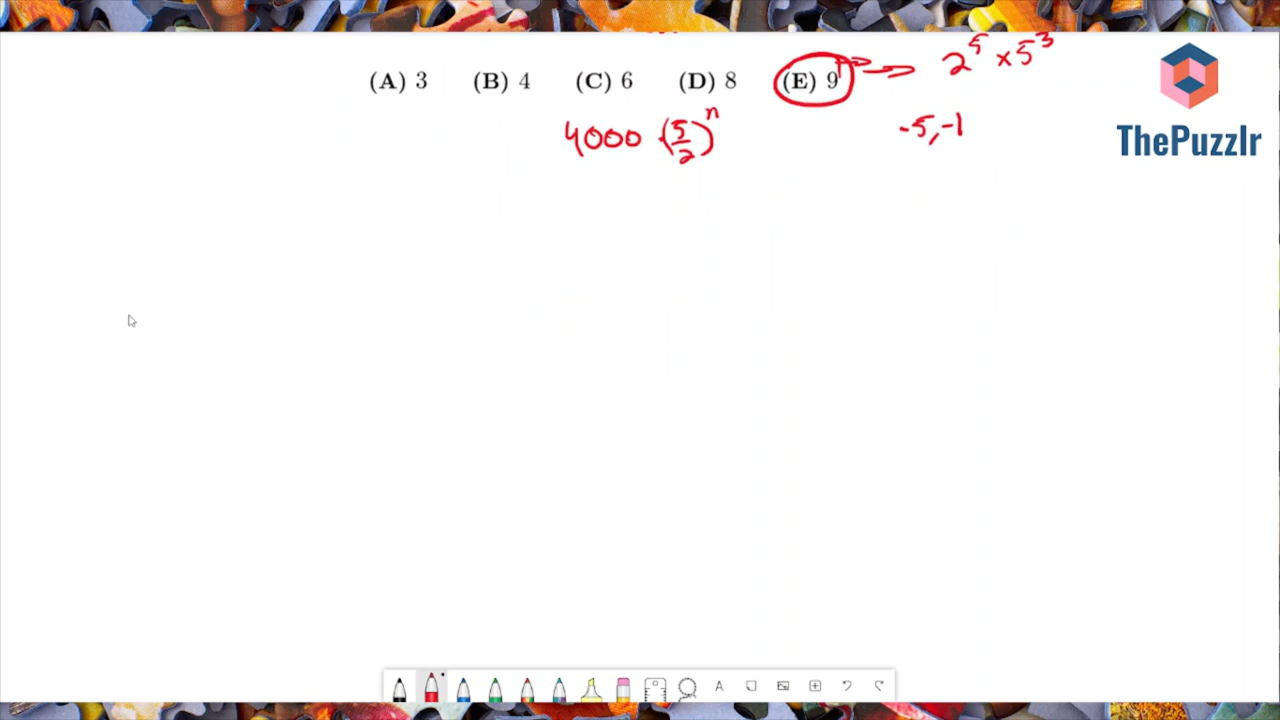 2^5 × 5^3
(A) 3 (B) 4 (C) 6 (D) 8 (E) 9
4000 (5/2)^n
-5, -1
ThePuzzlr
A